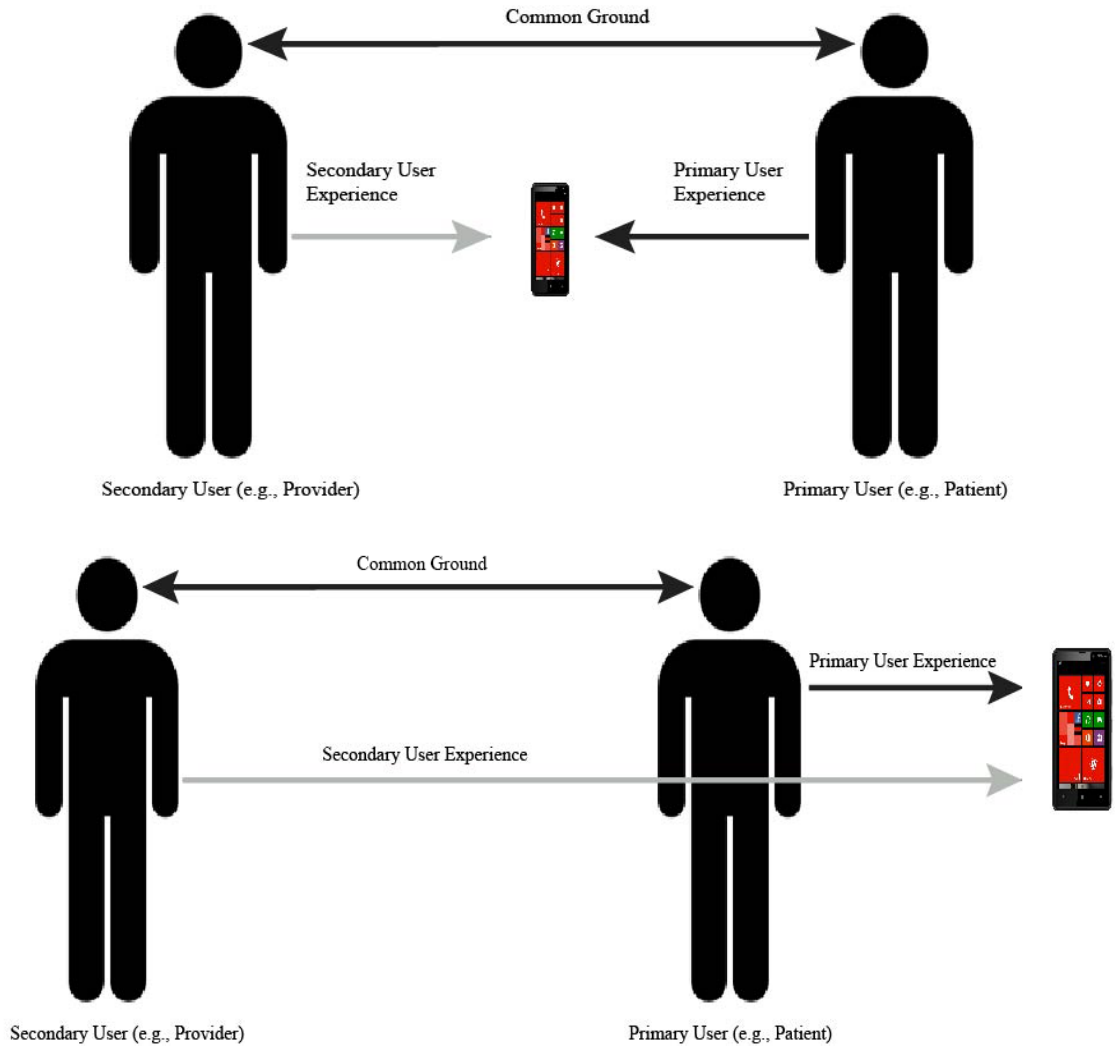 Common Ground
Secondary User
Experience
Primary User
Experience
Secondary User (e.g., Provider)
Primary User (e.g., Patient)
Common Ground
Primary User Experience
Secondary User Experience
Secondary User (e.g., Provider)
Primary User (e.g., Patient)